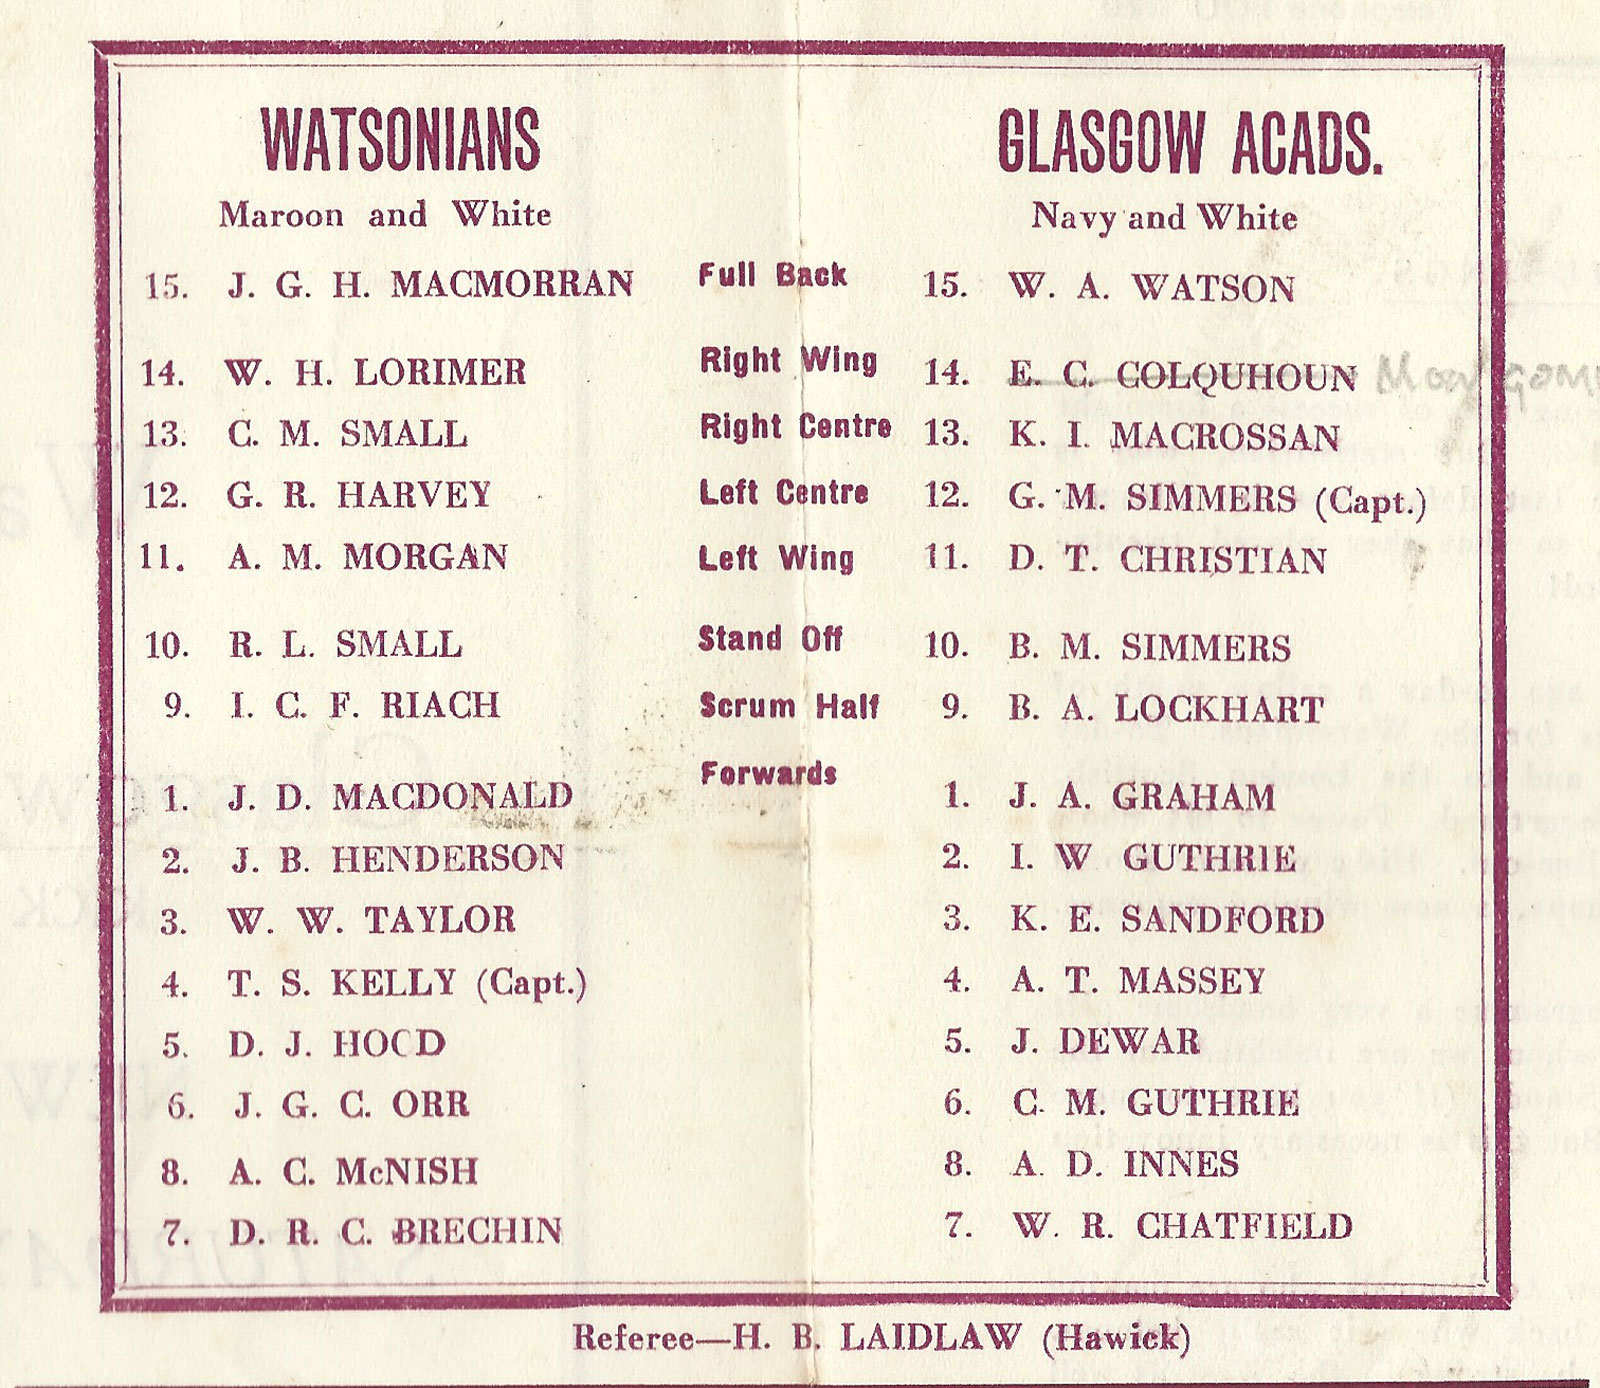 WATSONIANS GLASGOW ACADS.
Maroon and White Navy and White
15. J. G. H. MACMORRAN Full Back 15. W. A. WATSON
14. W. H. LORIMER Right Wing 14. E. C. COLQUHOUN
13. C. M. SMALL Right Centre 13. K. I. MACROSSAN
12. G. R. HARVEY Left Centre 12. G. M. SIMMERS (Capt.)
11. A. M. MORGAN Left Wing 11. D. T. CHRISTIAN
10. R. L. SMALL Stand Off 10. B. M. SIMMERS
9. I. C. F. RIACH Scrum Half 9. B. A. LOCKHART
Forwards
1. J. D. MACDONALD 1. J. A. GRAHAM
2. J. B. HENDERSON 2. I. W GUTHRIE
3. W. W. TAYLOR 3. K. E. SANDFORD
4. T. S. KELLY (Capt.) 4. A. T. MASSEY
5. D. J. HOOD 5. J. DEWAR
6. J. G. C. ORR 6. C. M. GUTHRIE
8. A. C. McNISH 8. A. D. INNES
7. D. R. C. BRECHIN 7. W. R. CHATFIELD
Referee—H. B. LAIDLAW (Hawick)